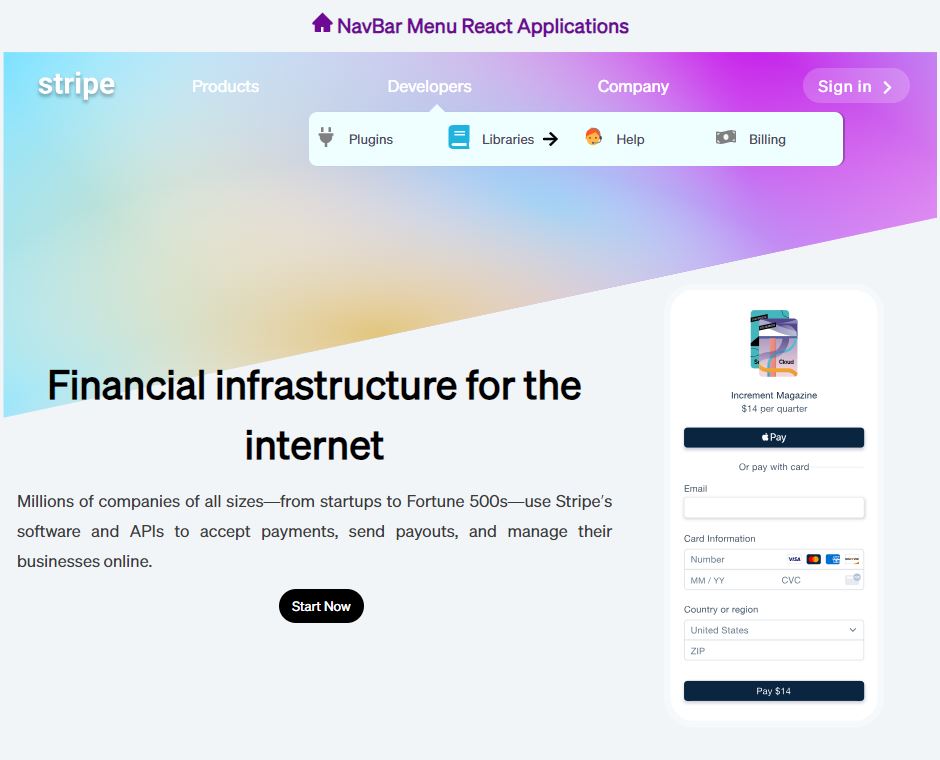 NavBar Menu React Applications
stripe
Products Developers Company Sign in
Plugins Libraries Help Billing
Financial infrastructure for the
internet
Millions of companies of all sizes—from startups to Fortune 500s—use Stripe's
software and APIs to accept payments, send payouts, and manage their
businesses online.
Start Now
Cloud
Increment Magazine
$14 per quarter
Pay
Or pay with card
Email
Card Information
Number VISA
MM / YY CVC
Country or region
United States
ZIP
Pay $14